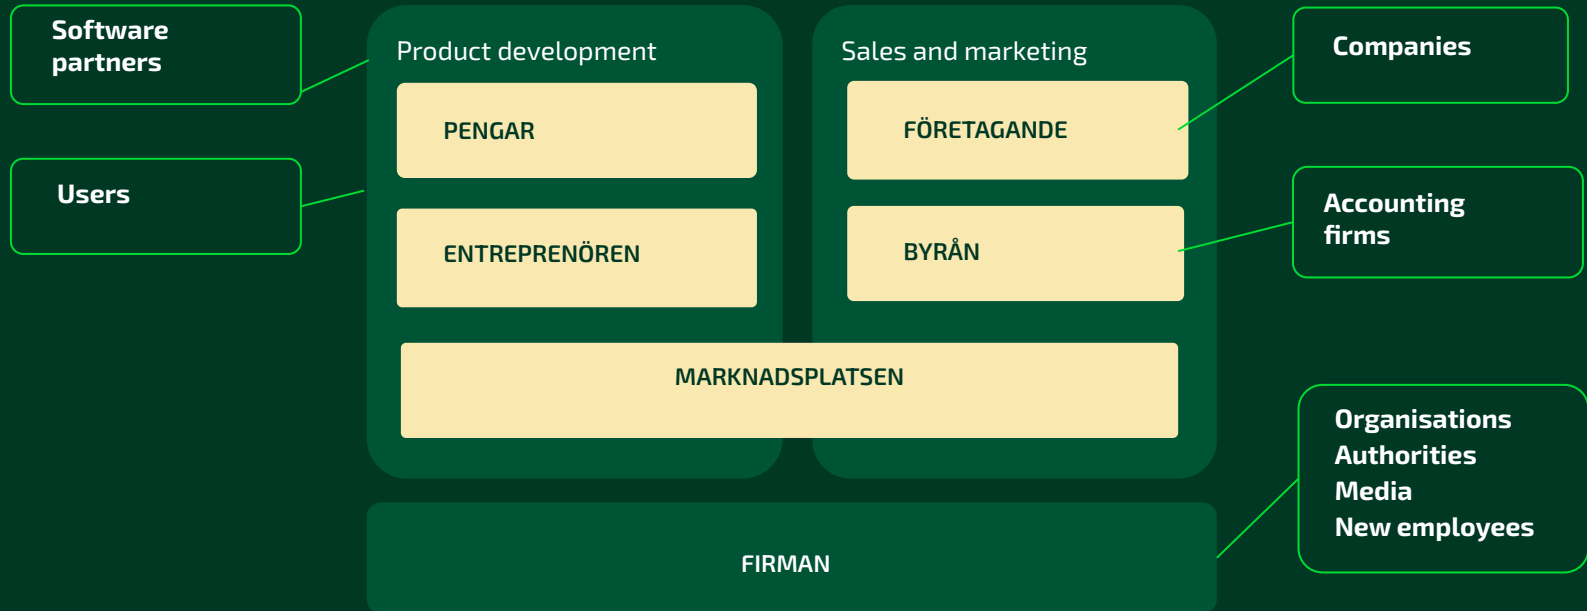 Software
partners
Users
Product development
PENGAR
ENTREPRENÖREN
Sales and marketing
FÖRETAGANDE
BYRÅN
MARKNADSPLATSEN
FIRMAN
Companies
Accounting
firms
Organisations
Authorities
Media
New employees